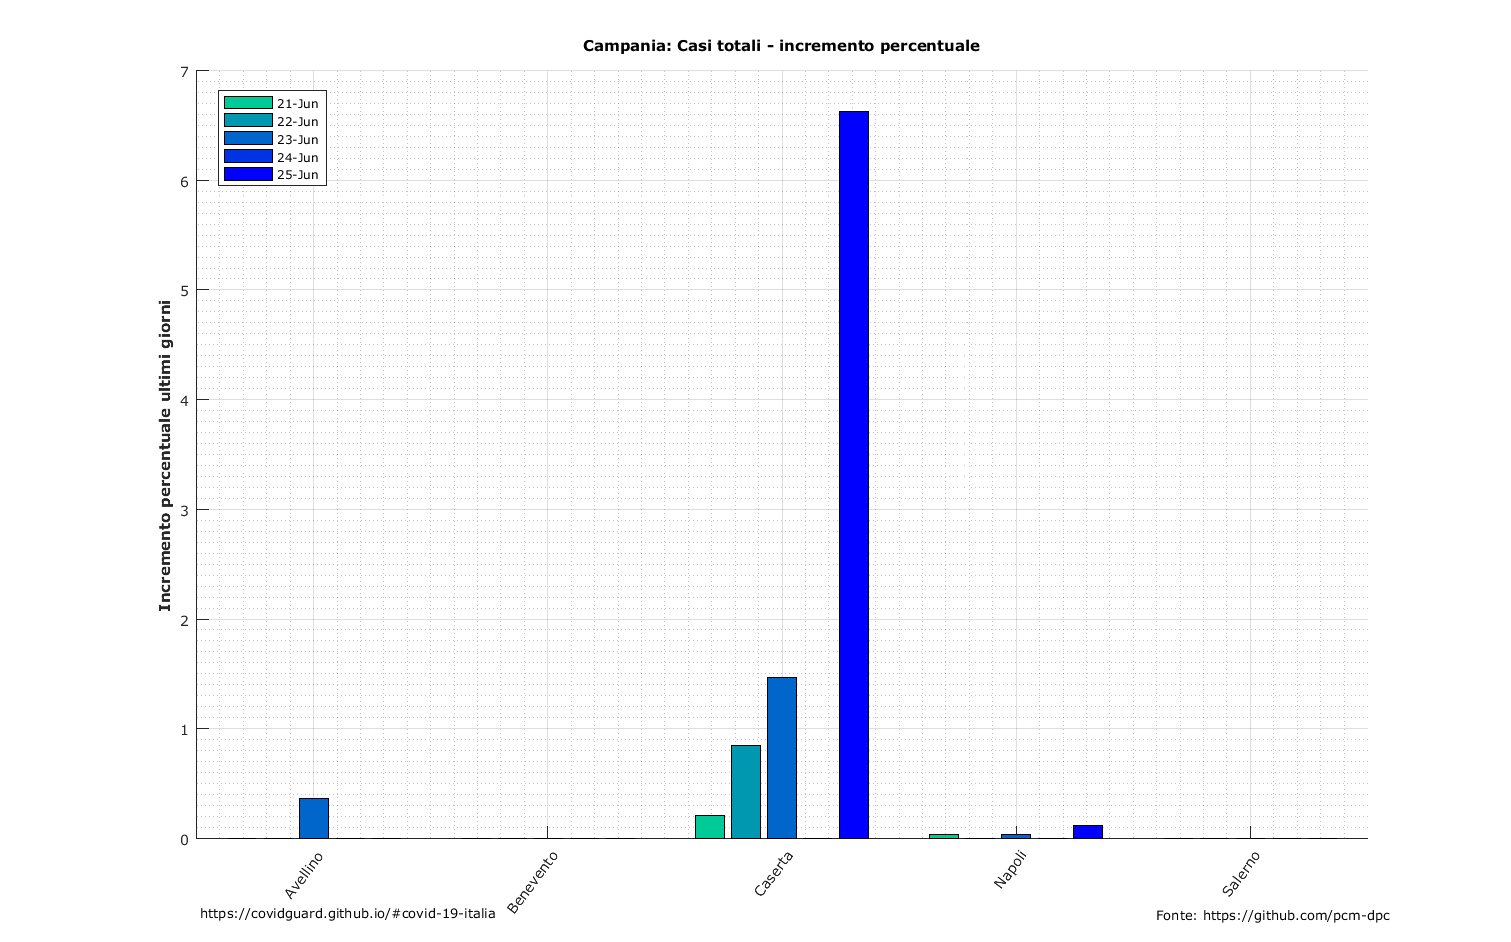 Campania: Casi totali - incremento percentuale
21-Jun
22-Jun
23-Jun
24-Jun
25-Jun
Incremento percentuale ultimi giorni
7
6
5
4
3
2
1
0
Avellino
Benevento
Caserta
Napoli
Salerno
https://covidguard.github.io/#covid-19-italia
Fonte: https://github.com/pcm-dpc